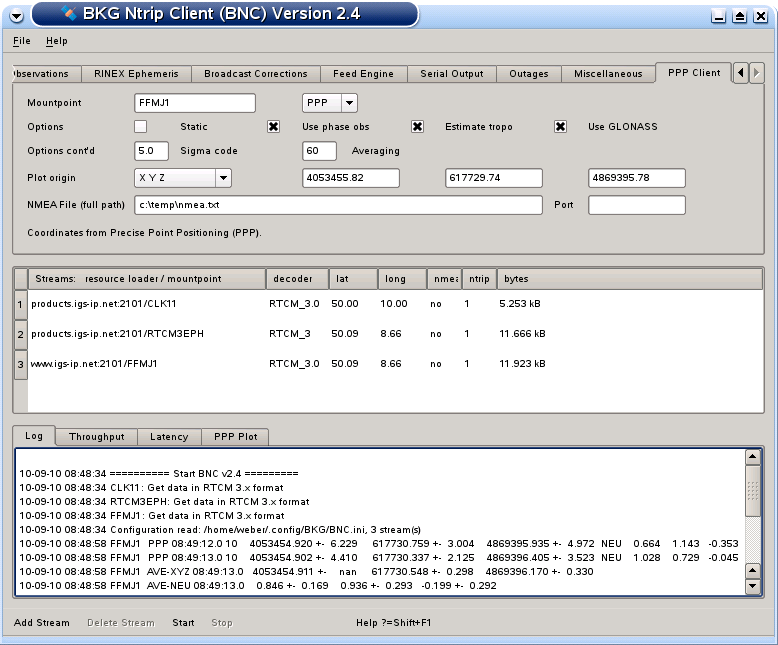 BKG Ntrip Client (BNC) Version 2.4
File Help
bservations RINEX Ephemeris Broadcast Corrections Feed Engine Serial Output Outages Miscellaneous PPP Client
Mountpoint FFMJ1 PPP
Options Static Use phase obs Estimate tropo Use GLONASS
Options cont'd 5.0 Sigma code 60 Averaging
Plot origin X Y Z 4053455.82 617729.74 4869395.78
NMEA File (full path) c:\temp\nmea.txt Port
Coordinates from Precise Point Positioning (PPP).
Streams: resource loader / mountpoint decoder lat long nmea ntrip bytes
1 products.igs-ip.net:2101/CLK11 RTCM_3.0 50.00 10.00 no 1 5.253 kB
2 products.igs-ip.net:2101/RTCM3EPH RTCM_3 50.09 8.66 no 1 11.666 kB
3 www.igs-ip.net:2101/FFMJ1 RTCM_3.0 50.09 8.66 no 1 11.923 kB
Log Throughput Latency PPP Plot
10-09-10 08:48:34 ========== Start BNC v2.4 =========
10-09-10 08:48:34 CLK11: Get data in RTCM 3.x format
10-09-10 08:48:34 RTCM3EPH: Get data in RTCM 3.x format
10-09-10 08:48:34 FFMJ1: Get data in RTCM 3.x format
10-09-10 08:48:34 Configuration read: /home/weber/.config/BKG/BNC.ini, 3 stream(s)
10-09-10 08:48:58 FFMJ1 PPP 08:49:12.0 10 4053454.920 +- 6.229 617730.759 +- 3.004 4869395.935 +- 4.972 NEU 0.664 1.143 -0.353
10-09-10 08:48:58 FFMJ1 PPP 08:49:13.0 10 4053454.902 +- 4.410 617730.337 +- 2.125 4869396.405 +- 3.523 NEU 1.028 0.729 -0.045
10-09-10 08:48:58 FFMJ1 AVE-XYZ 08:49:13.0 4053454.911 +- nan 617730.548 +- 0.298 4869396.170 +- 0.330
10-09-10 08:48:58 FFMJ1 AVE-NEU 08:49:13.0 0.846 +- 0.169 0.936 +- 0.293 -0.199 +- 0.292
Add Stream Delete Stream Start Stop Help ?=Shift+F1